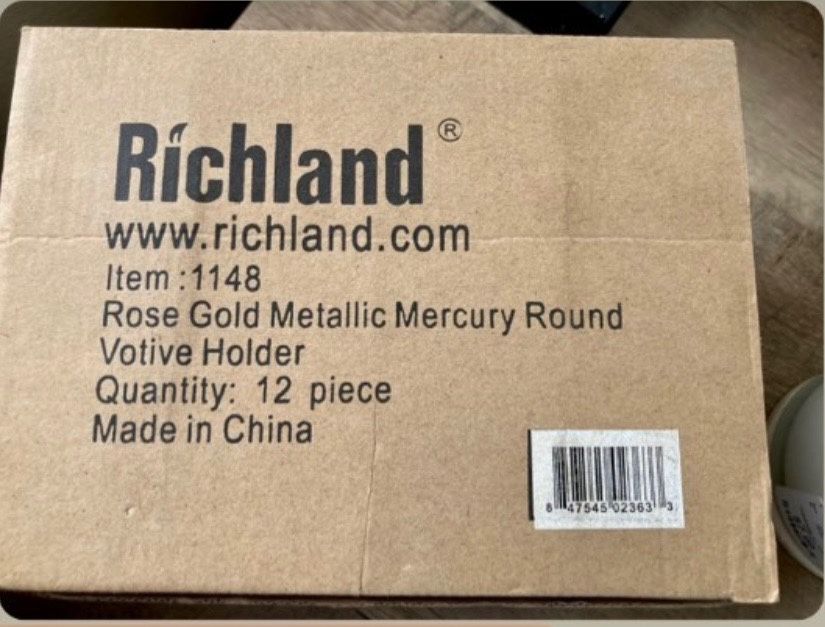 Richland®
www.richland.com
Item :1148
Rose Gold Metallic Mercury Round
Votive Holder
Quantity: 12 piece
Made in China
8 47545 02363 3